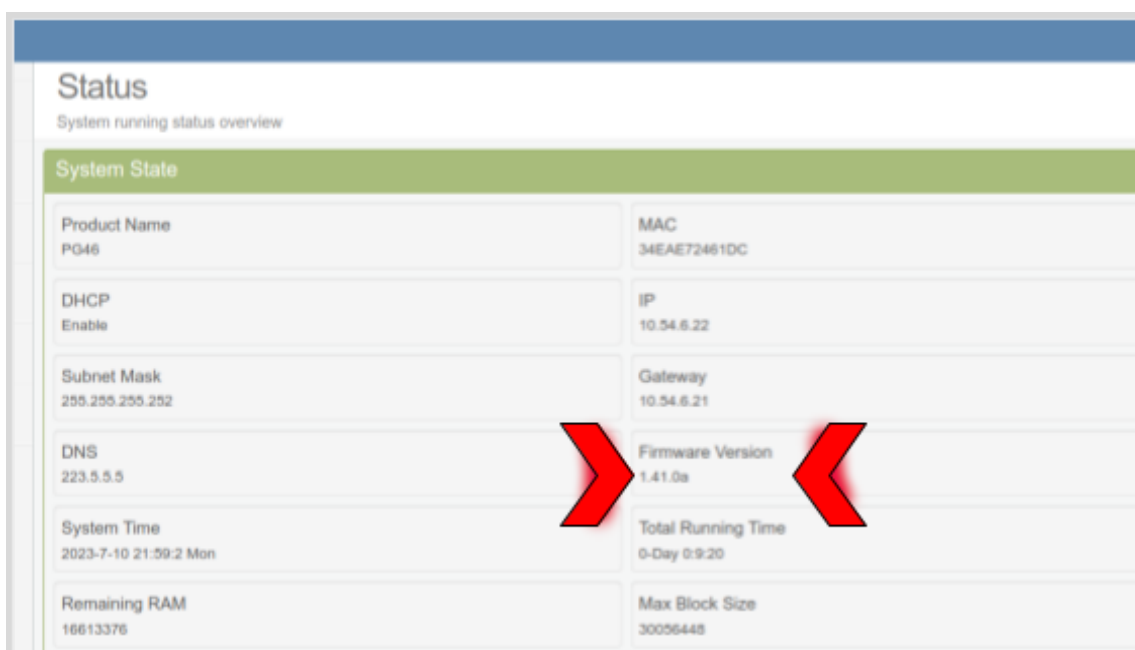 Status
System running status overview
System State
Product Name
PG46
MAC
34EAE72461DC
DHCP
Enable
IP
10.54.6.22
Subnet Mask
255.255.255.252
Gateway
10.54.6.21
DNS
223.5.5.5
Firmware Version
1.41.0a
System Time
2023-7-10 21:59:2 Mon
Total Running Time
0-Day 0:9:20
Remaining RAM
16613376
Max Block Size
30056448